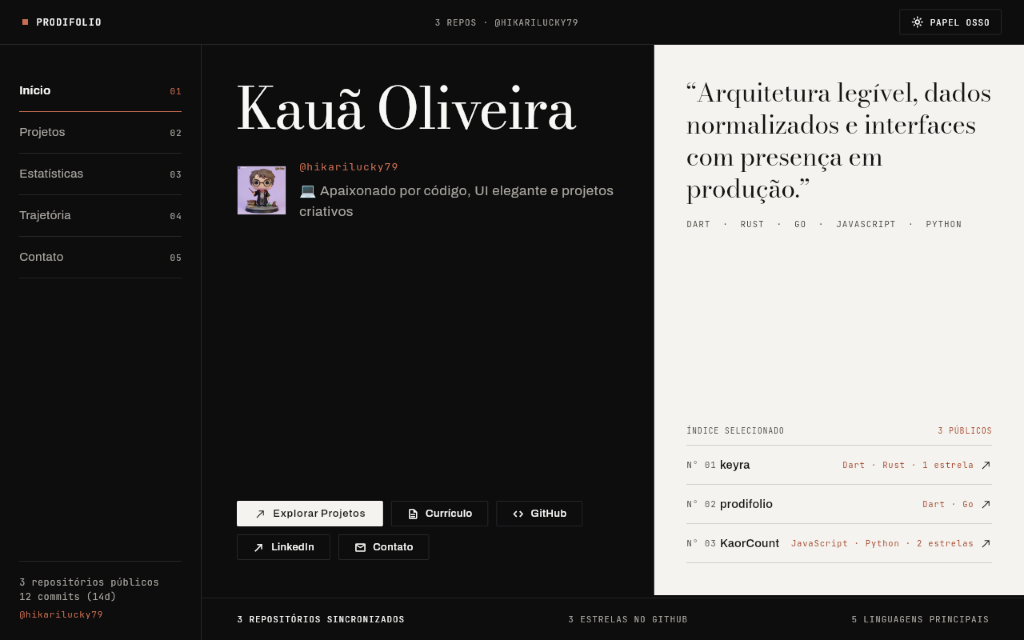 PRODIFOLIO
3 REPOS · @HIKARILUCKY79
PAPEL OSSO
Início 01
Projetos 02
Estatísticas 03
Trajetória 04
Contato 05
3 repositórios públicos
12 commits (14d)
@hikarilucky79
Kauã Oliveira
@hikarilucky79
💻 Apaixonado por código, UI elegante e projetos
criativos
Explorar Projetos
Currículo
GitHub
LinkedIn
Contato
“Arquitetura legível, dados
normalizados e interfaces
com presença em
produção.”
DART · RUST · GO · JAVASCRIPT · PYTHON
ÍNDICE SELECIONADO 3 PÚBLICOS
Nº 01 keyra Dart · Rust · 1 estrela
Nº 02 prodifolio Dart · Go
Nº 03 KaorCount JavaScript · Python · 2 estrelas
3 REPOSITÓRIOS SINCRONIZADOS
3 ESTRELAS NO GITHUB
5 LINGUAGENS PRINCIPAIS